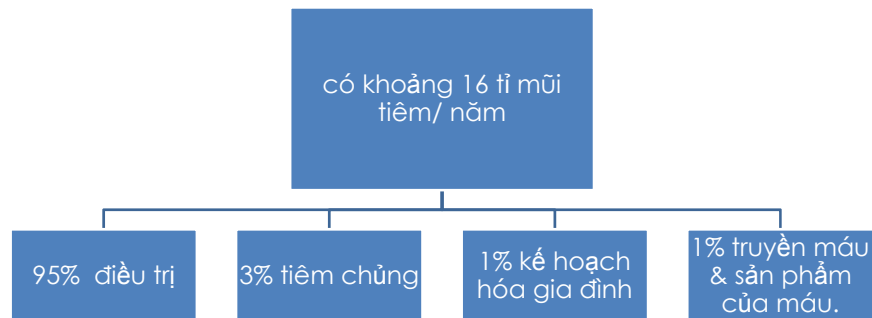 có khoảng 16 tỉ mũi
tiêm/ năm
95%  điều trị
3% tiêm chủng
1% kế hoạch
hóa gia đình
1% truyền máu
& sản phẩm
của máu.